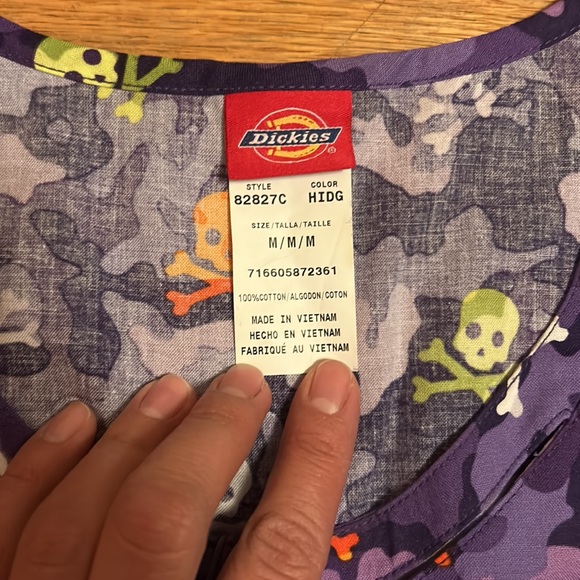 Dickies
STYLE COLOR
82827C HIDG
SIZE/TALLA/TAILLE
M/M/M
716605872361
100%COTTON/ALGODON/COTON
MADE IN VIETNAM
HECHO EN VIETNAM
FABRIQUÉ AU VIETNAM